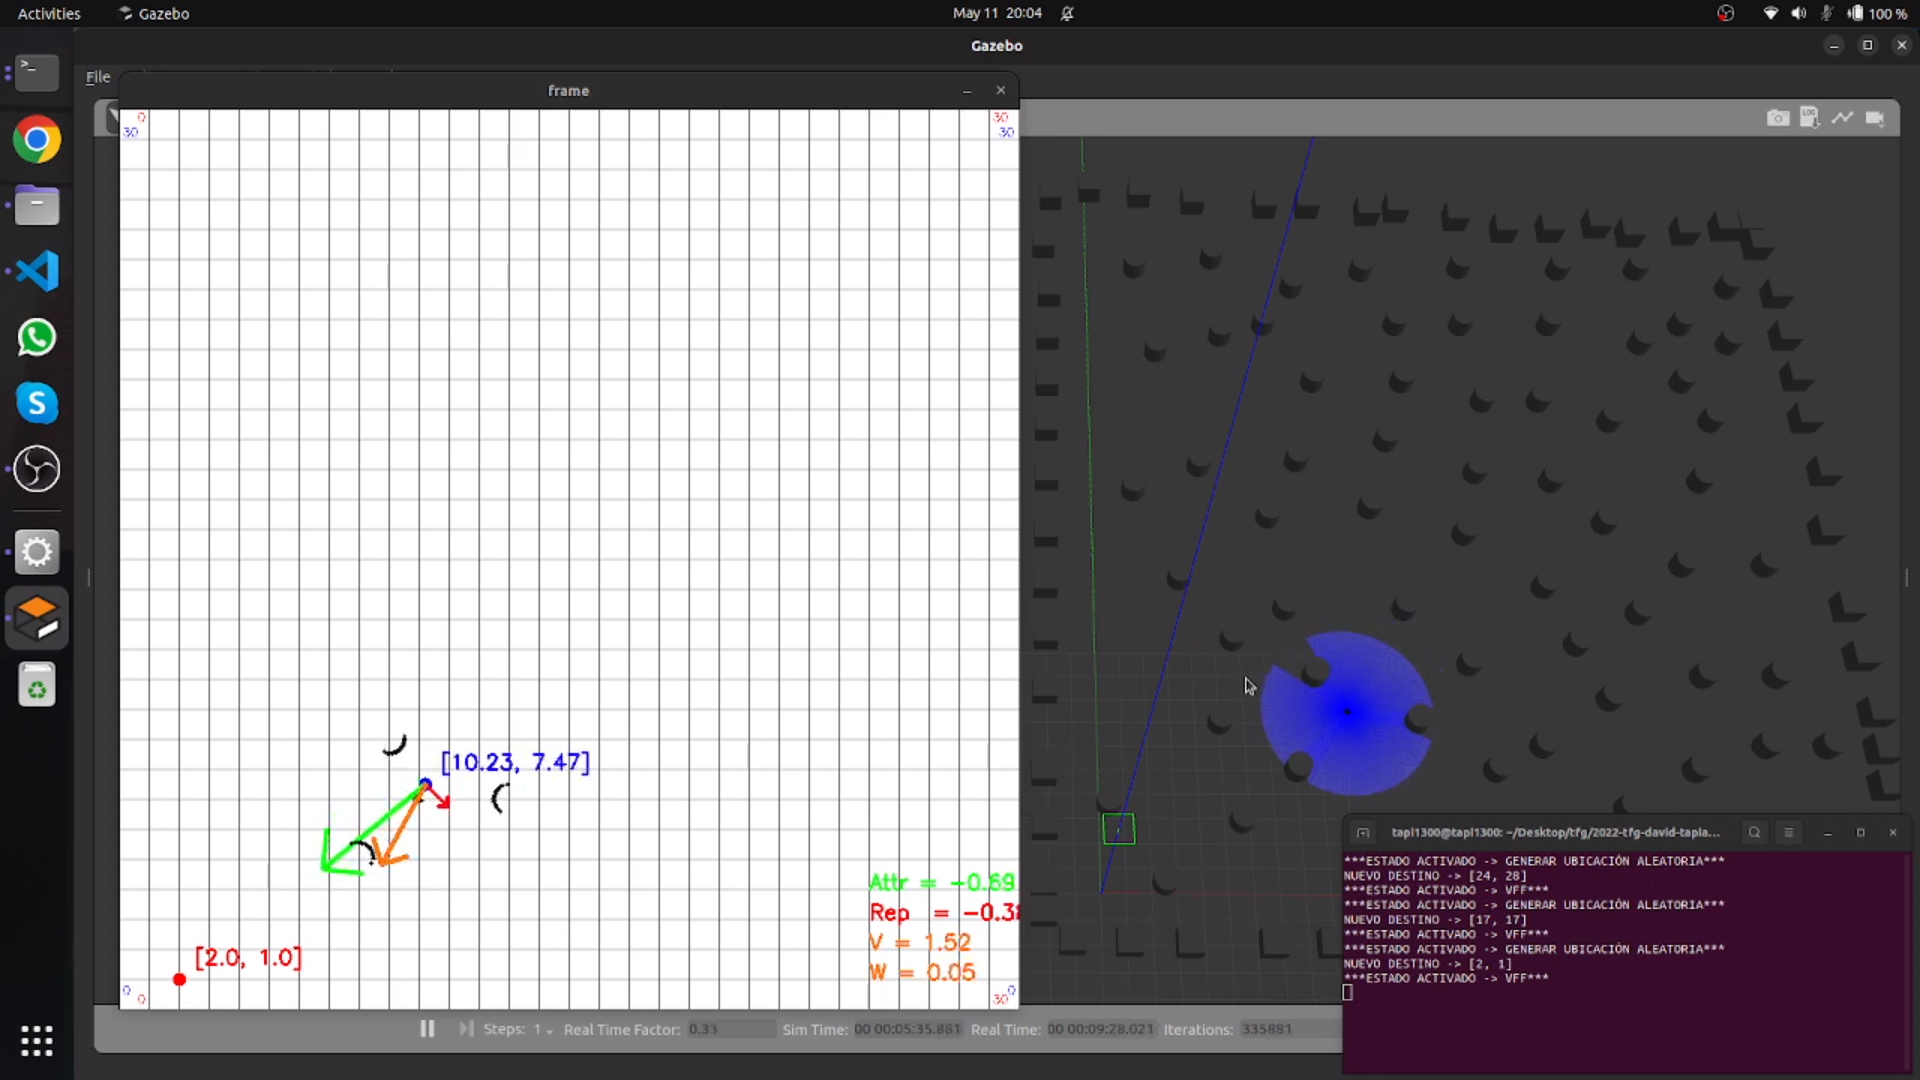 Activities
Gazebo
May 11 20:04
100 %
Gazebo
File
frame
0
30
30
30
[10.23, 7.47]
Attr = -0.69
Rep = -0.38
V = 1.52
W = 0.05
[2.0, 1.0]
0
0
0
30
LOG
tapi1300@tapi1300: ~/Desktop/tfg/2022-tfg-david-tapia...
***ESTADO ACTIVADO -> GENERAR UBICACIÓN ALEATORIA***
NUEVO DESTINO -> [24, 28]
***ESTADO ACTIVADO -> VFF***
***ESTADO ACTIVADO -> GENERAR UBICACIÓN ALEATORIA***
NUEVO DESTINO -> [17, 17]
***ESTADO ACTIVADO -> VFF***
***ESTADO ACTIVADO -> GENERAR UBICACIÓN ALEATORIA***
NUEVO DESTINO -> [2, 1]
***ESTADO ACTIVADO -> VFF***
Steps: 1 Real Time Factor: 0.33 Sim Time: 00 00:05:35.881 Real Time: 00 00:09:28.021 Iterations: 335881